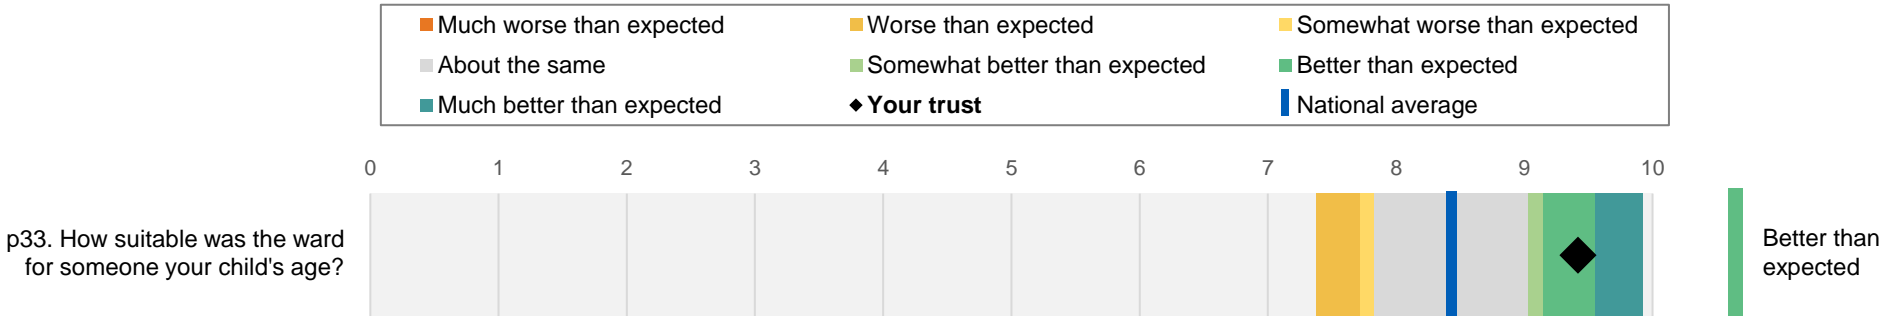 Much worse than expected
Worse than expected
Somewhat worse than expected
About the same
Somewhat better than expected
Better than expected
Much better than expected
Your trust
National average
0 1 2 3 4 5 6 7 8 9 10
p33. How suitable was the ward
for someone your child's age?
Better than
expected